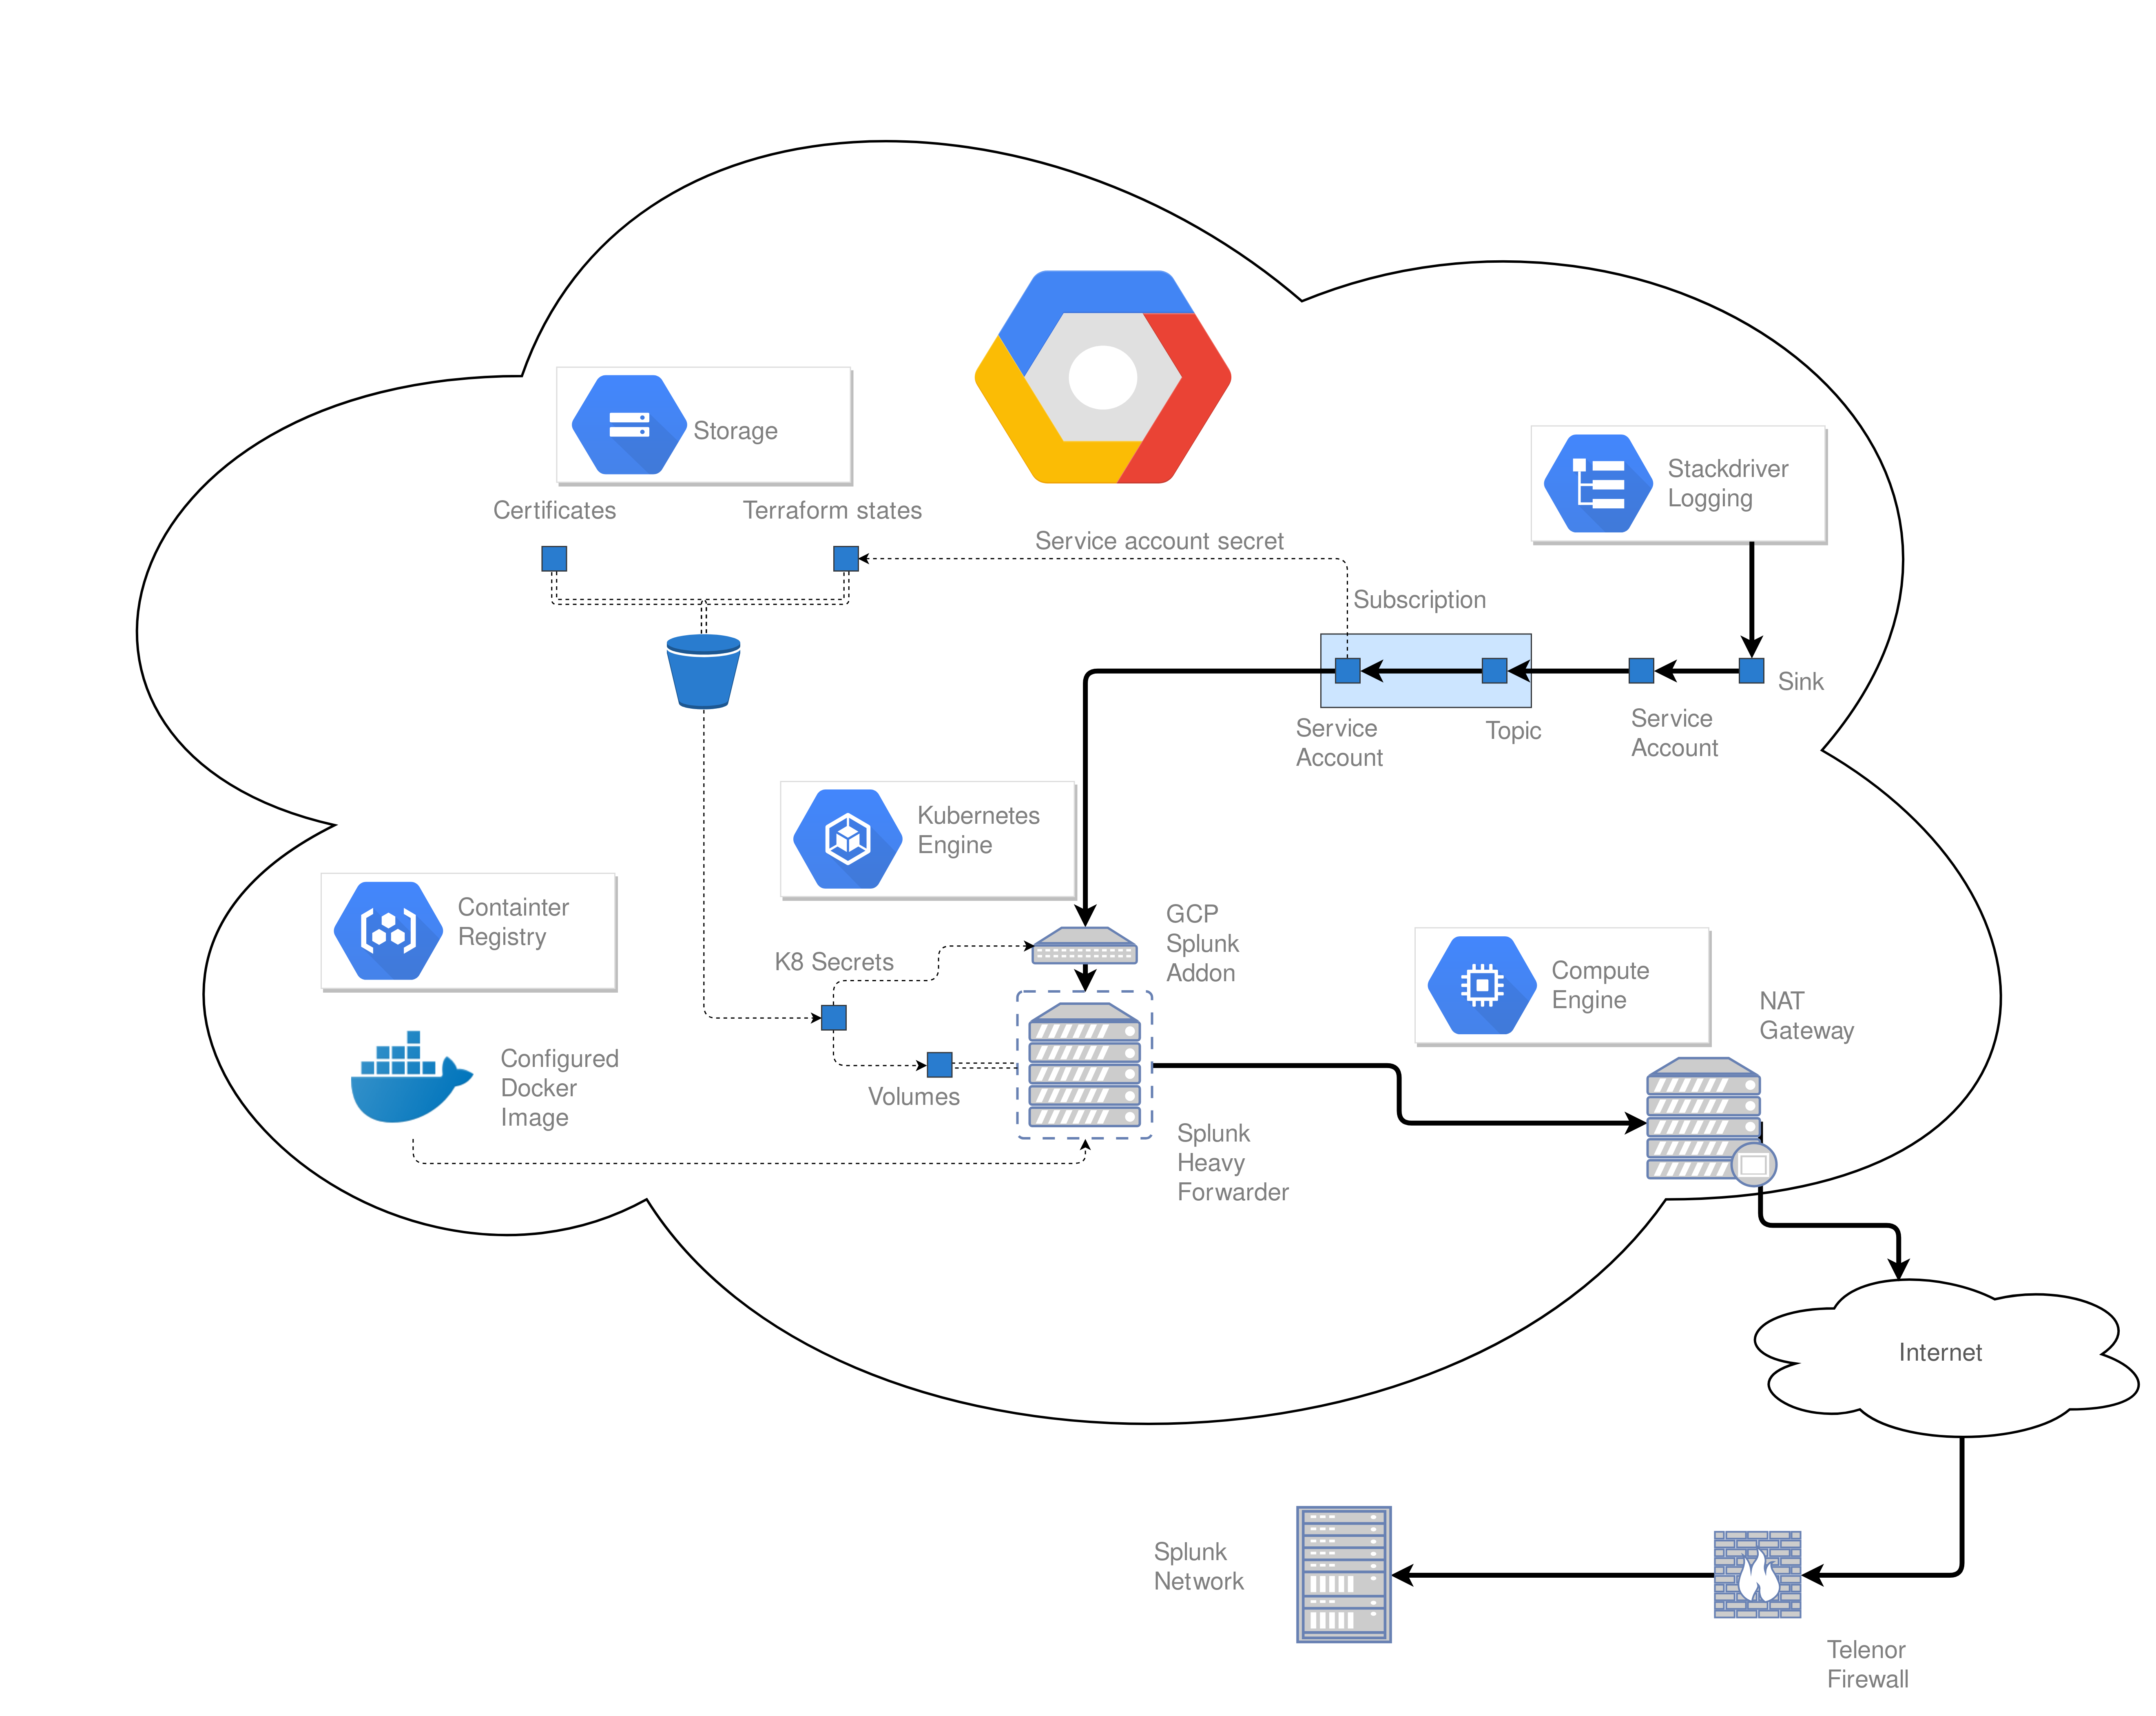 Storage
Certificates
Terraform states
Stackdriver
Logging
Service account secret
Subscription
Sink
Service
Account
Topic
Service
Account
Kubernetes
Engine
Containter
Registry
GCP
Splunk
Addon
K8 Secrets
Compute
Engine
NAT
Gateway
Configured
Docker
Image
Volumes
Splunk
Heavy
Forwarder
Internet
Splunk
Network
Telenor
Firewall